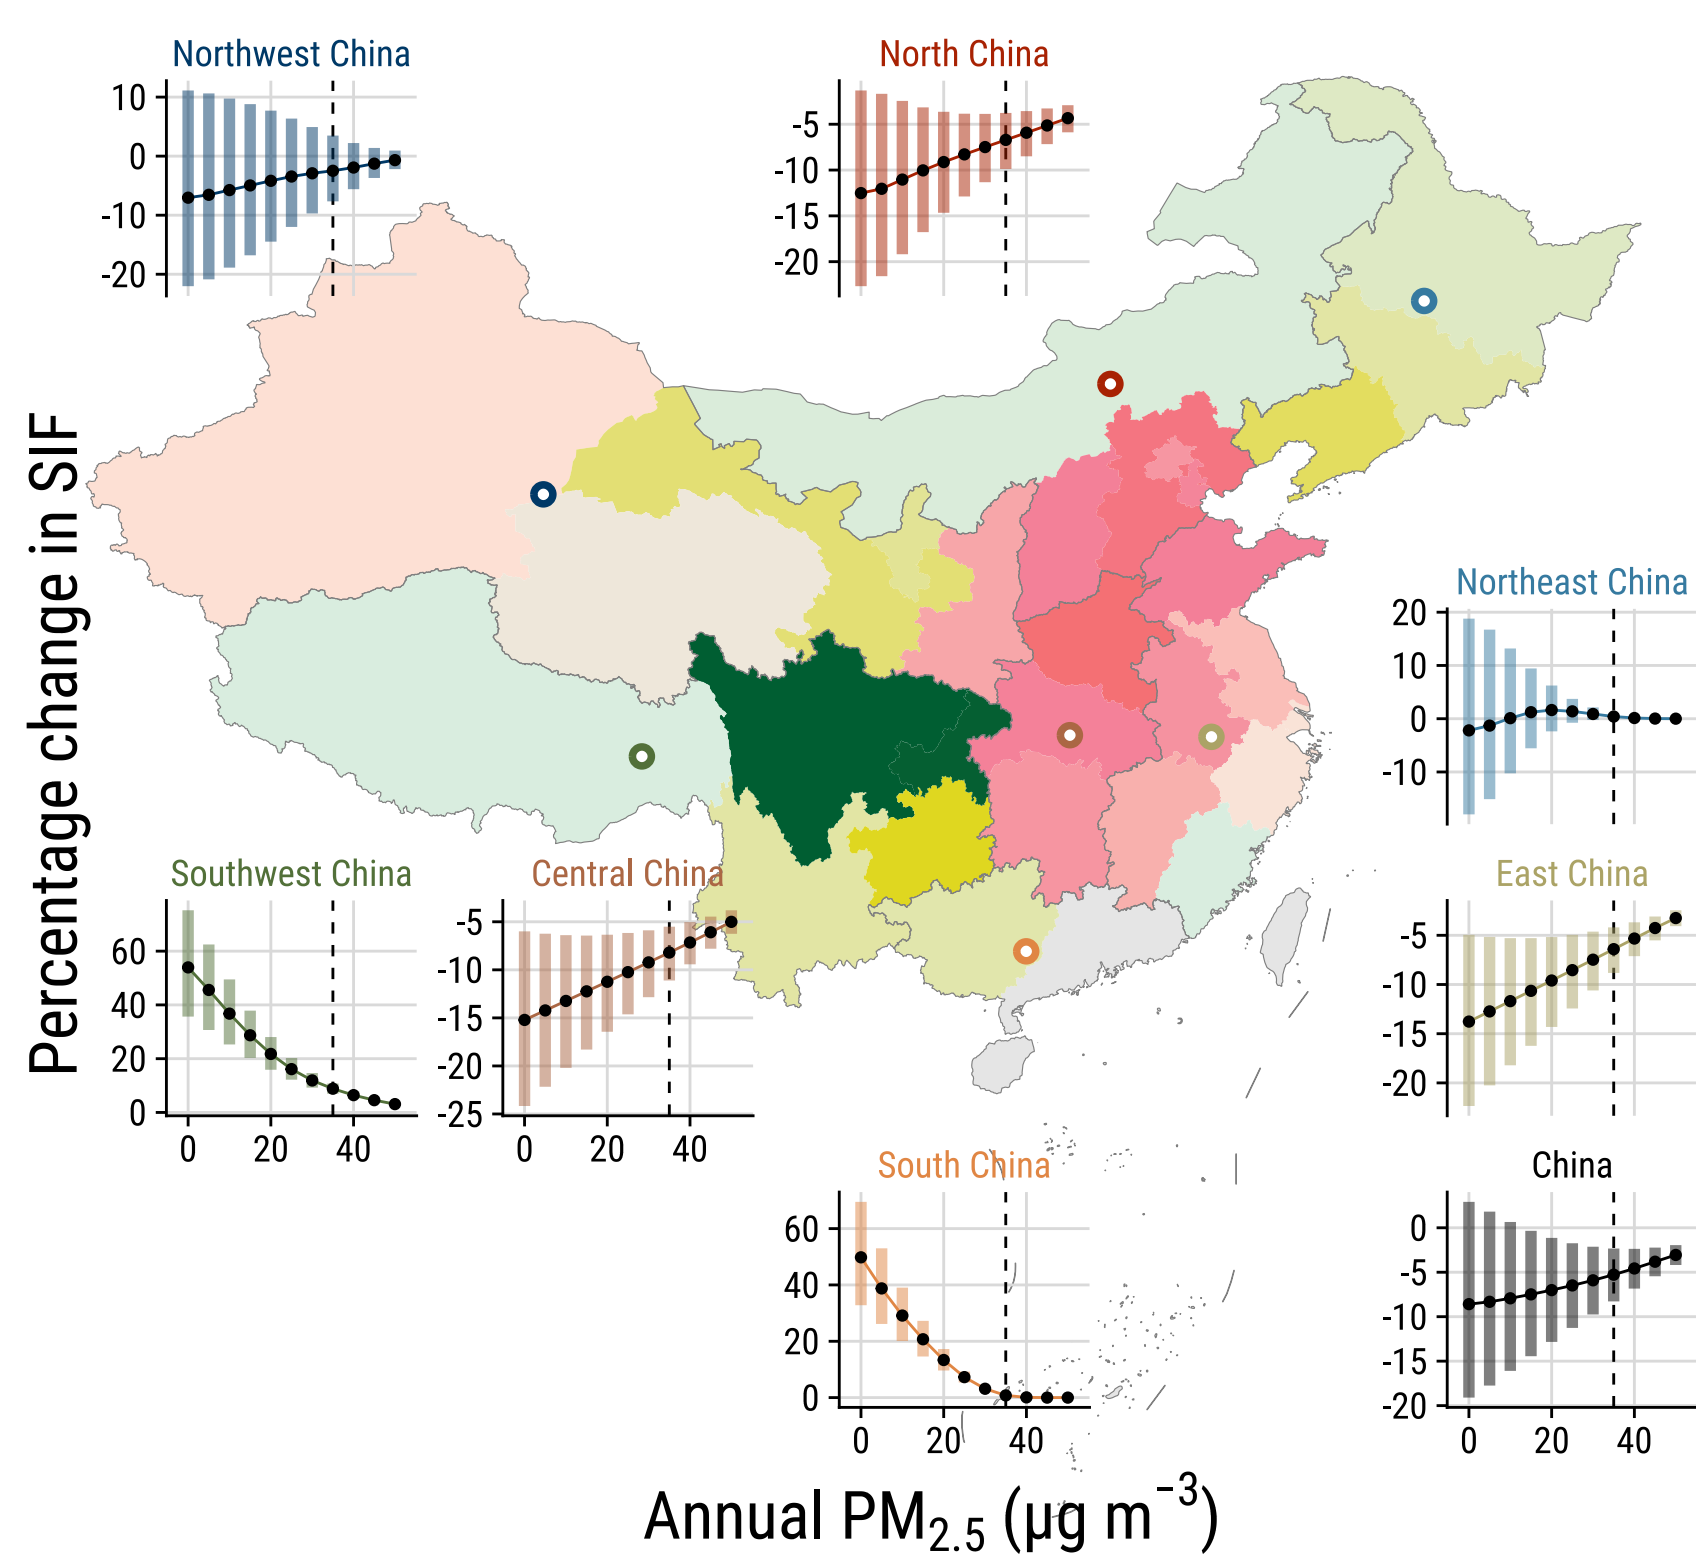 Northwest China
10
0
-10
-20
North China
-5
-10
-15
-20
Percentage change in SIF
Northeast China
20
10
0
-10
Southwest China
60
40
20
0
0 20 40
Central China
-5
-10
-15
-20
-25
0 20 40
East China
-5
-10
-15
-20
South China
60
40
20
0
0 20 40
China
0
-5
-10
-15
-20
0 20 40
Annual PM2.5 (μg m−3)